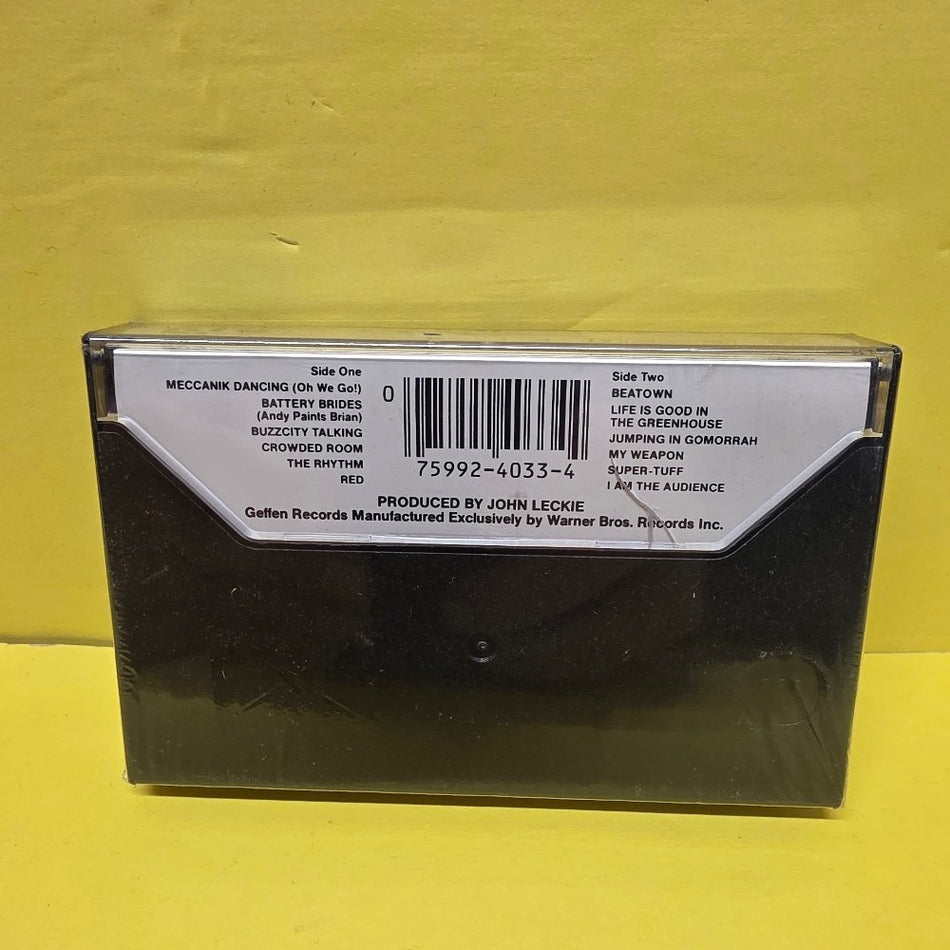 Side One
MECCANIK DANCING (Oh We Go!)
BATTERY BRIDES
(Andy Paints Brian)
BUZZCITY TALKING
CROWDED ROOM
THE RHYTHM
RED
0
75992-4033-4
Side Two
BEATOWN
LIFE IS GOOD IN
THE GREENHOUSE
JUMPING IN GOMORRAH
MY WEAPON
SUPER-TUFF
I AM THE AUDIENCE
PRODUCED BY JOHN LECKIE
Geffen Records Manufactured Exclusively by Warner Bros. Records Inc.